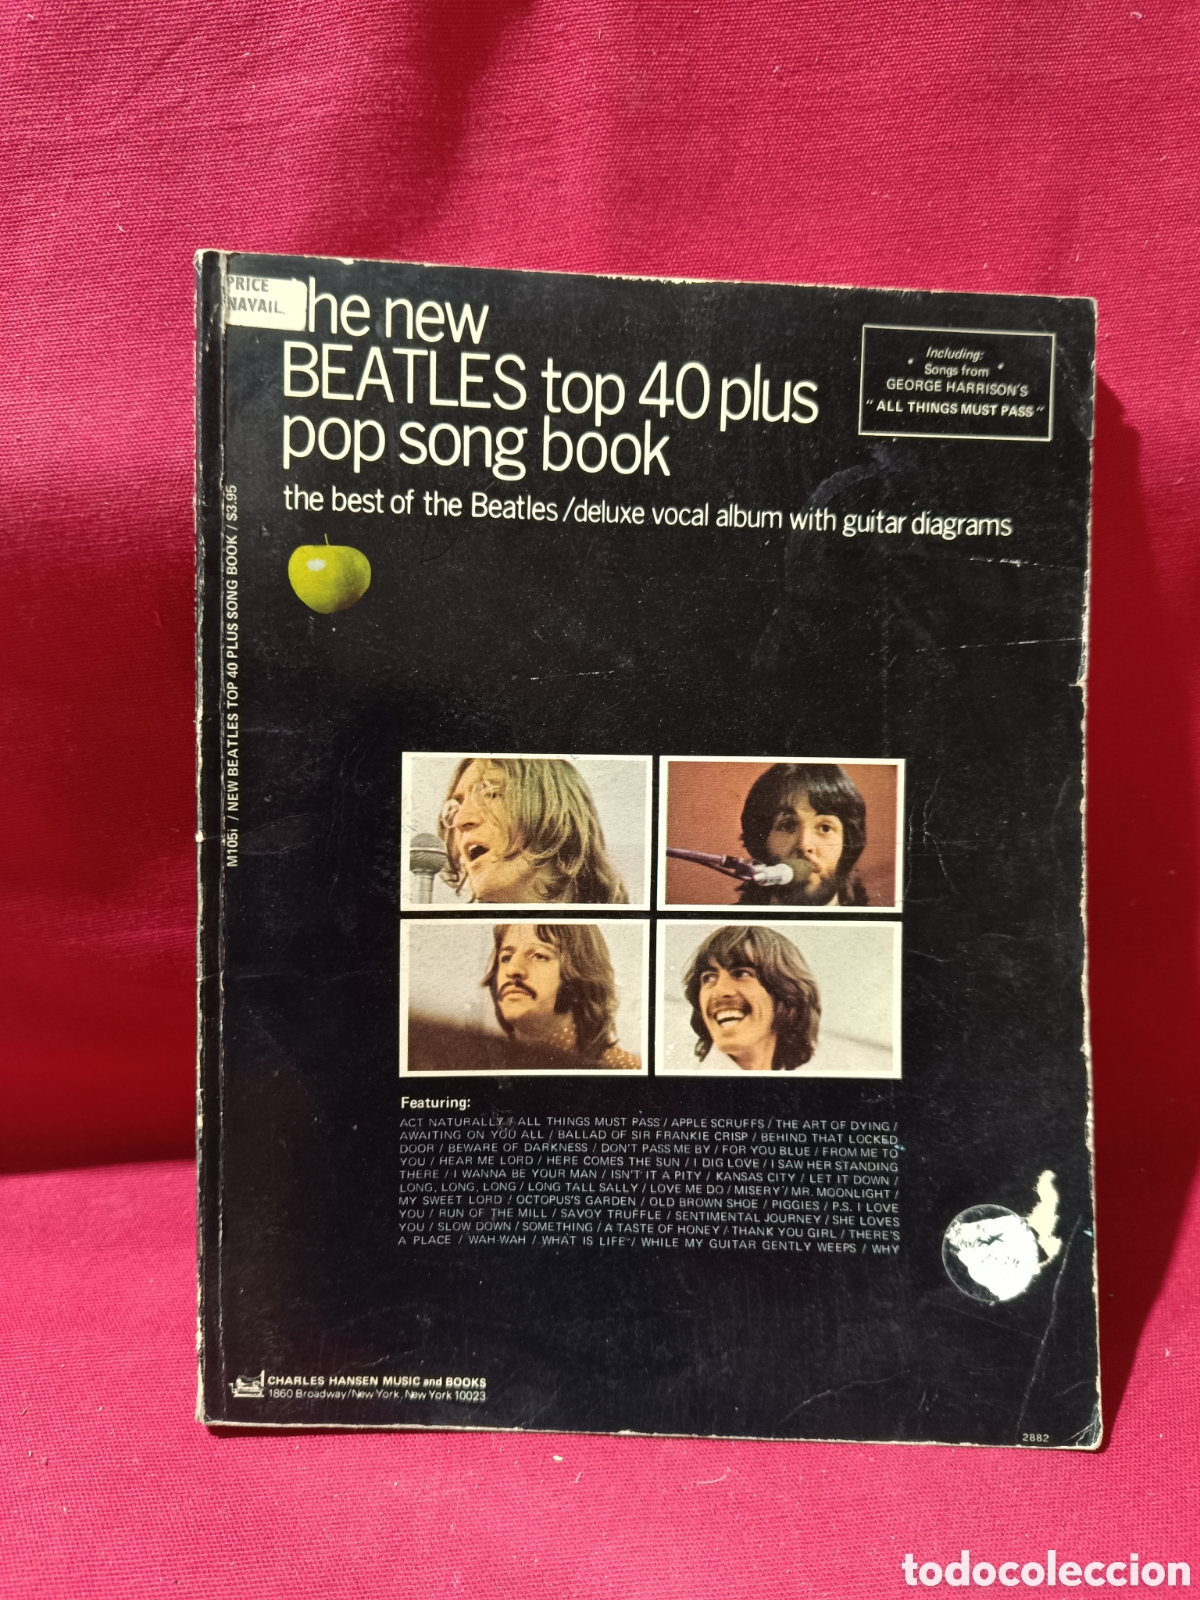 PRICE
NAVAIL
he new
BEATLES top 40 plus
pop song book
the best of the Beatles/deluxe vocal album with guitar diagrams
Including:
Songs from
GEORGE HARRISON'S
"ALL THINGS MUST PASS"
M105i / NEW BEATLES TOP 40 PLUS SONG BOOK / $3.95
Featuring:
ACT NATURALLY / ALL THINGS MUST PASS / APPLE SCRUFFS / THE ART OF DYING /
AWAITING ON YOU ALL / BALLAD OF SIR FRANKIE CRISP / BEHIND THAT LOCKED
DOOR / BEWARE OF DARKNESS / DON'T PASS ME BY / FOR YOU BLUE / FROM ME TO
YOU / HEAR ME LORD / HERE COMES THE SUN / I DIG LOVE / I SAW HER STANDING
THERE / I WANNA BE YOUR MAN / ISN'T IT A PITY / KANSAS CITY / LET IT DOWN /
LONG, LONG, LONG / LONG TALL SALLY / LOVE ME DO / MISERY / MR. MOONLIGHT /
MY SWEET LORD / OCTOPUS'S GARDEN / OLD BROWN SHOE / PIGGIES / P.S. I LOVE
YOU / RUN OF THE MILL / SAVOY TRUFFLE / SENTIMENTAL JOURNEY / SHE LOVES
YOU / SLOW DOWN / SOMETHING / A TASTE OF HONEY / THANK YOU GIRL / THERE'S
A PLACE / WAH-WAH / WHAT IS LIFE / WHILE MY GUITAR GENTLY WEEPS / WHY
CHARLES HANSEN MUSIC and BOOKS
1860 Broadway/New York, New York 10023
2882
todocoleccion